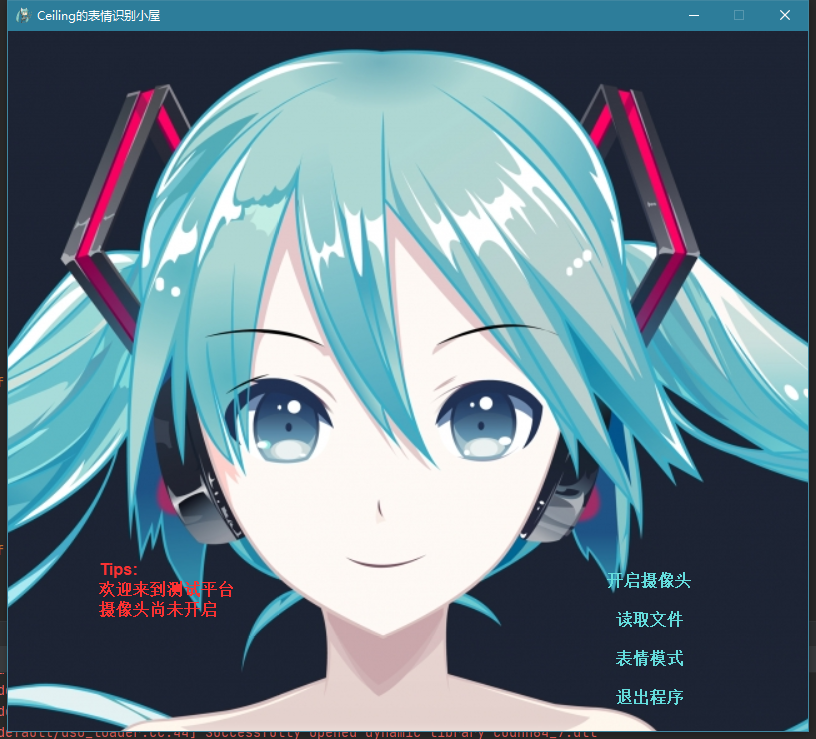 Ceiling的表情识别小屋
Tips:
欢迎来到测试平台
摄像头尚未开启
开启摄像头
读取文件
表情模式
退出程序